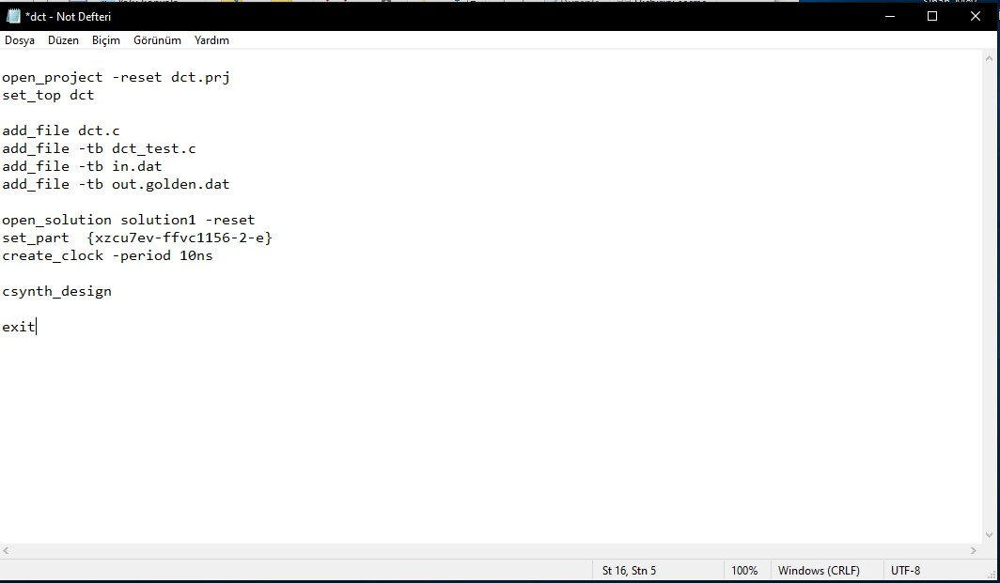 *dct - Not Defteri
Dosya Düzen Biçim Görünüm Yardım
open_project -reset dct.prj
set_top dct
add_file dct.c
add_file -tb dct_test.c
add_file -tb in.dat
add_file -tb out.golden.dat
open_solution solution1 -reset
set_part  {xzcu7ev-ffvc1156-2-e}
create_clock -period 10ns
csynth_design
exit
St 16, Stn 5
100%
Windows (CRLF)
UTF-8